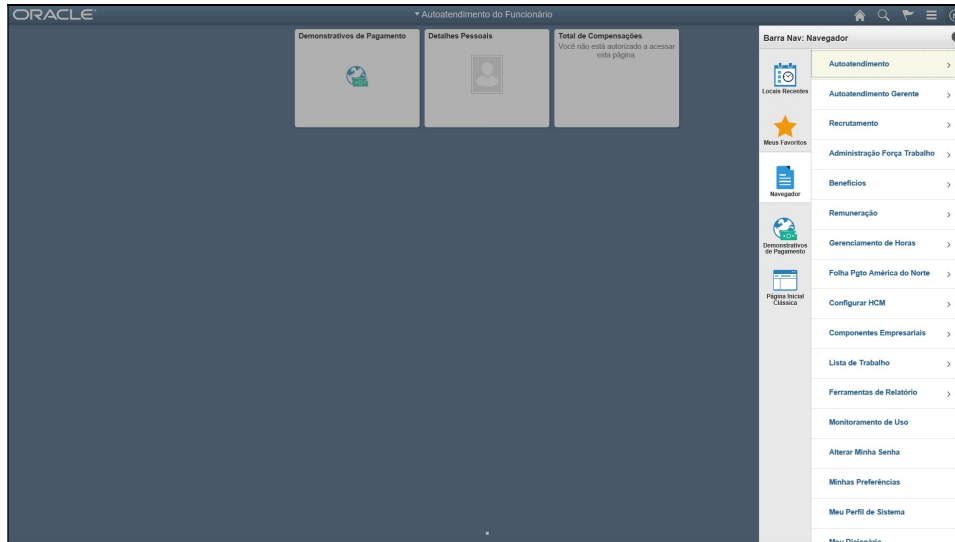 ORACLE
Autoatendimento do Funcionário
Demonstrativos de Pagamento
Detalhes Pessoais
Total de Compensações
Você não está autorizado a acessar
esta página.
Barra Nav: Navegador
Locais Recentes
Meus Favoritos
Navegador
Demonstrativos
de Pagamento
Página Inicial
Clássica
Autoatendimento
Autoatendimento Gerente
Recrutamento
Administração Força Trabalho
Benefícios
Remuneração
Gerenciamento de Horas
Folha Pgto América do Norte
Configurar HCM
Componentes Empresariais
Lista de Trabalho
Ferramentas de Relatório
Monitoramento de Uso
Alterar Minha Senha
Minhas Preferências
Meu Perfil de Sistema
Meu Dicionário